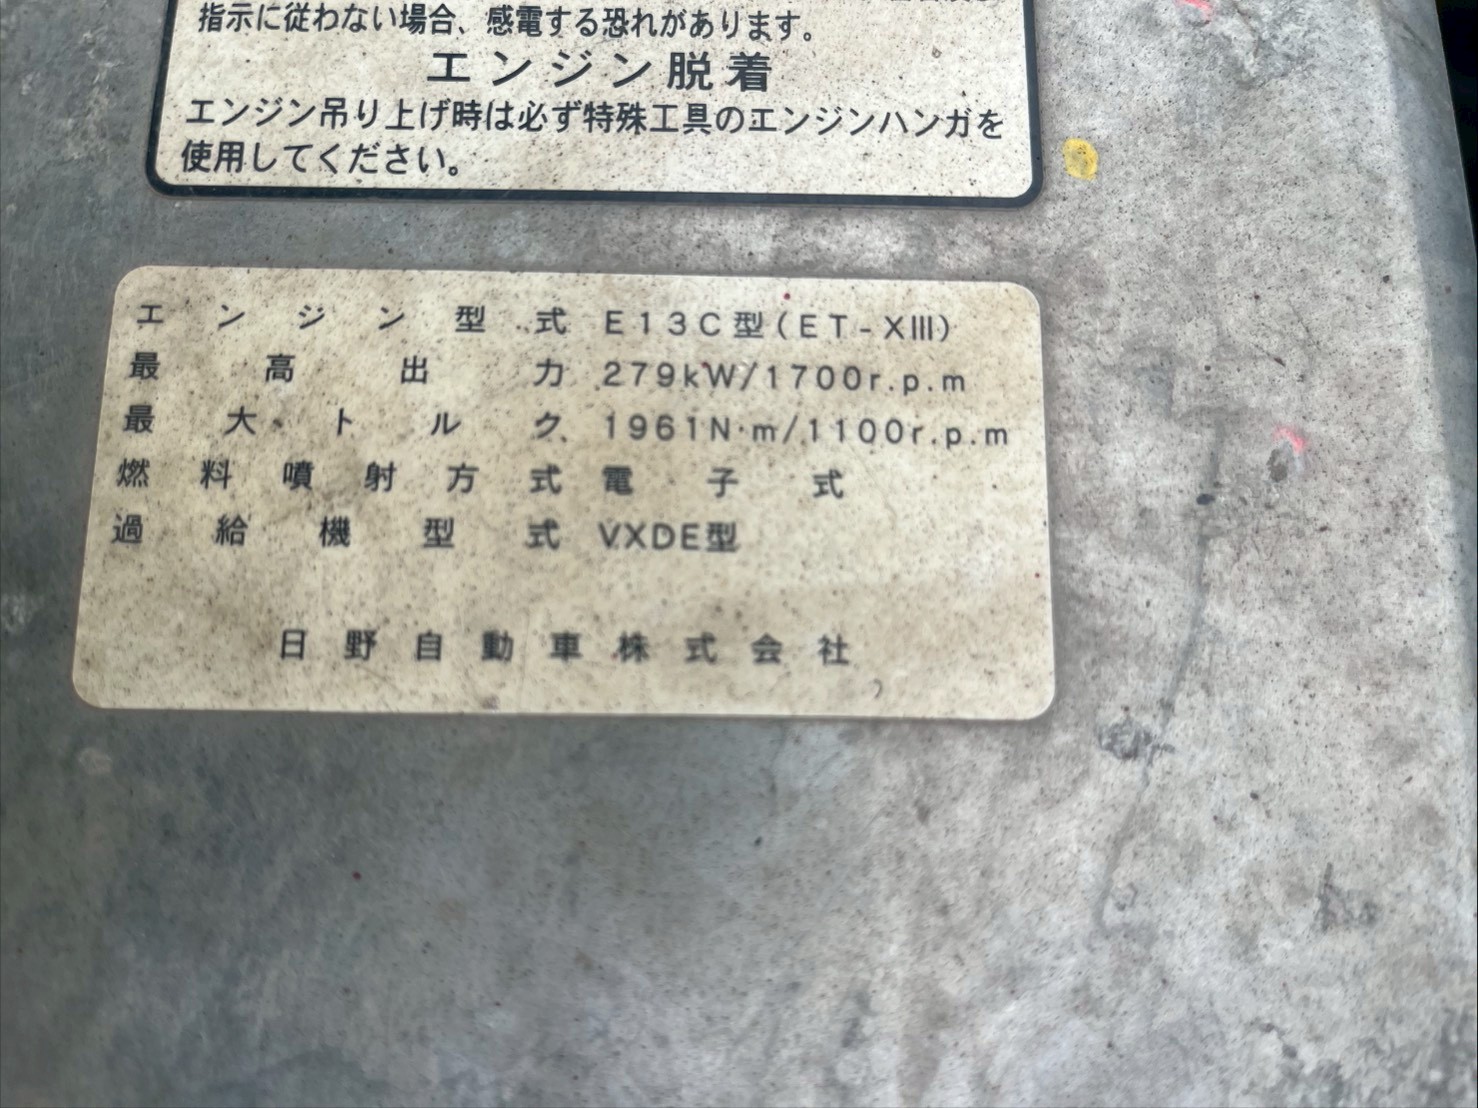 指示に従わない場合、感電する恐れがあります。
エンジン脱着
エンジン吊り上げ時は必ず特殊工具のエンジンハンガを
使用してください。
エンジン型式 E13C型(ET-XIII)
最高出力 279kW/1700r.p.m
最大トルク 1961N·m/1100r.p.m
燃料噴射方式 電子式
過給機型式 VXDE型
日野自動車株式会社